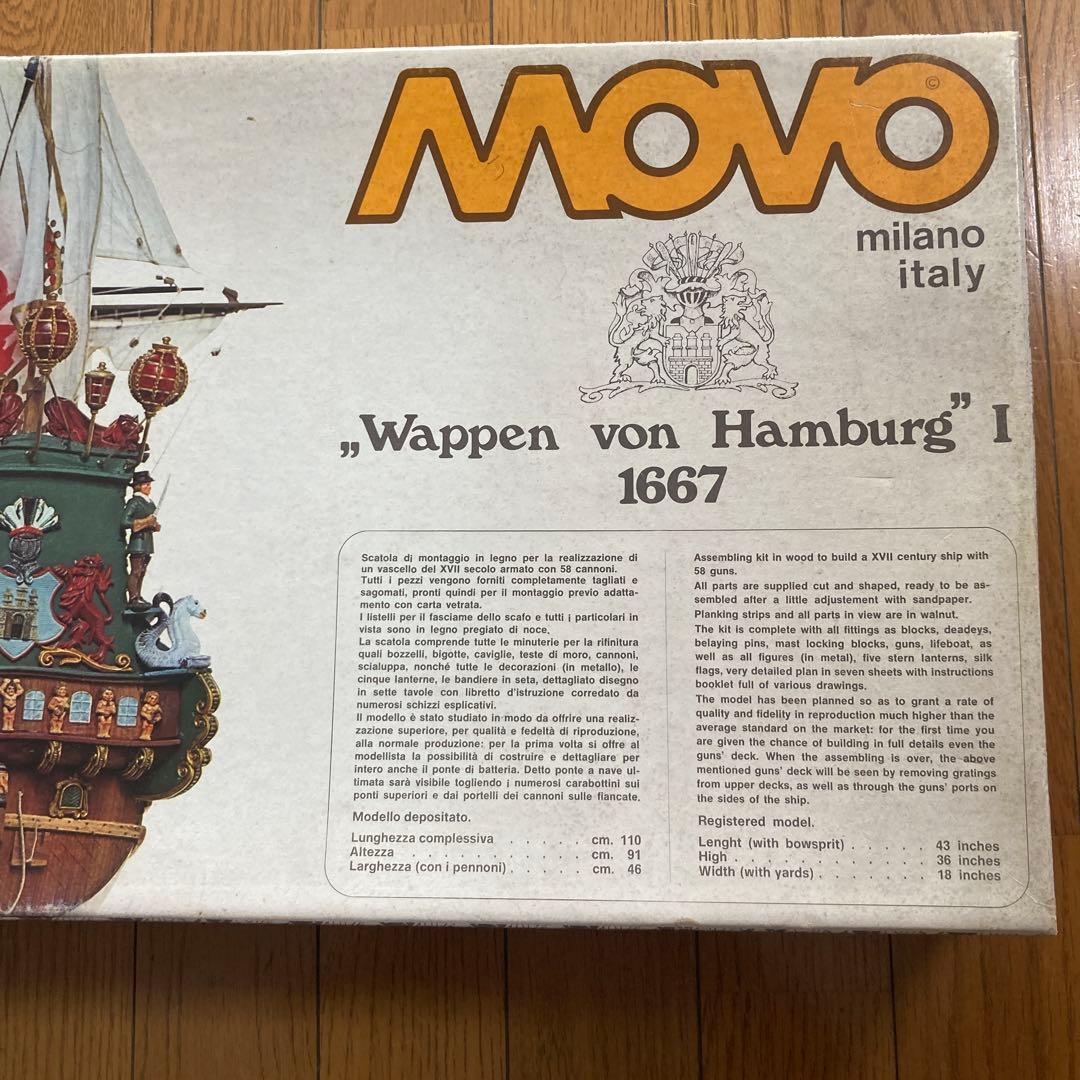 MOVO
©
milano
italy
„Wappen von Hamburg” I
1667
Scatola di montaggio in legno per la realizzazione di
un vascello del XVII secolo armato con 58 cannoni.
Tutti i pezzi vengono forniti completamente tagliati e
sagomati, pronti quindi per il montaggio previo adatta-
mento con carta vetrata.
I listelli per il fasciame dello scafo e tutti i particolari in
vista sono in legno pregiato di noce.
La scatola comprende tutte le minuterie per la rifinitura
quali bozzelli, bigotte, caviglie, teste di moro, cannoni,
scialuppa, nonché tutte le decorazioni (in metallo), le
cinque lanterne, le bandiere in seta, dettagliato disegno
in sette tavole con libretto d'istruzione corredato da
numerosi schizzi esplicativi.
Il modello è stato studiato in modo da offrire una realiz-
zazione superiore, per qualità e fedeltà di riproduzione,
alla normale produzione: per la prima volta si offre al
modellista la possibilità di costruire e dettagliare per
intero anche il ponte di batteria. Detto ponte a nave ul-
timata sarà visibile togliendo i numerosi carabottini sui
ponti superiori e dai portelli dei cannoni sulle fiancate.
Modello depositato.
Lunghezza complessiva . . . . . cm. 110
Altezza . . . . . . . . . . . cm. 91
Larghezza (con i pennoni) . . . . . cm. 46
Assembling kit in wood to build a XVII century ship with
58 guns.
All parts are supplied cut and shaped, ready to be as-
sembled after a little adjustement with sandpaper.
Planking strips and all parts in view are in walnut.
The kit is complete with all fittings as blocks, deadeys,
belaying pins, mast locking blocks, guns, lifeboat, as
well as all figures (in metal), five stern lanterns, silk
flags, very detailed plan in seven sheets with instructions
booklet full of various drawings.
The model has been planned so as to grant a rate of
quality and fidelity in reproduction much higher than the
average standard on the market: for the first time you
are given the chance of building in full details even the
guns' deck. When the assembling is over, the above
mentioned guns' deck will be seen by removing gratings
from upper decks, as well as through the guns' ports on
the sides of the ship.
Registered model.
Lenght (with bowsprit) . . . . . 43 inches
High . . . . . . . . . . . 36 inches
Width (with yards) . . . . . . . 18 inches